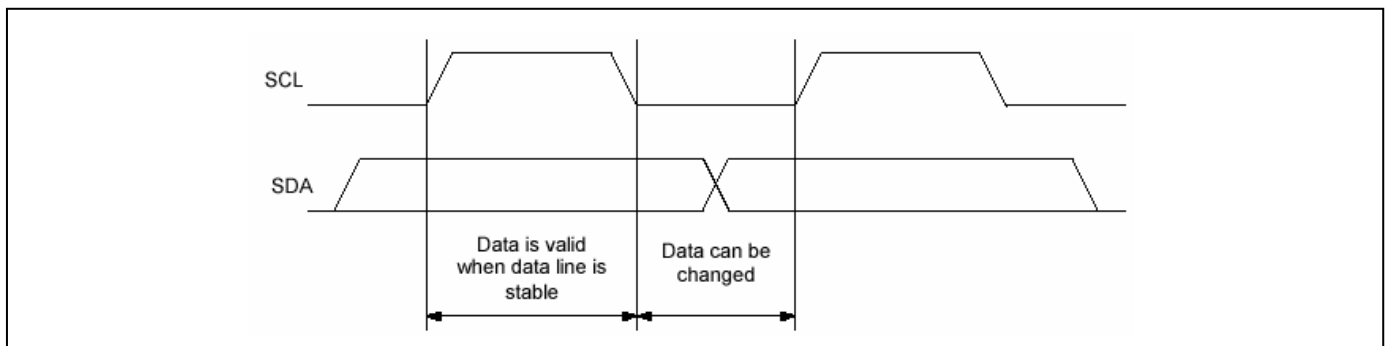 SCL
SDA
Data is valid
when data line is
stable
Data can be
changed